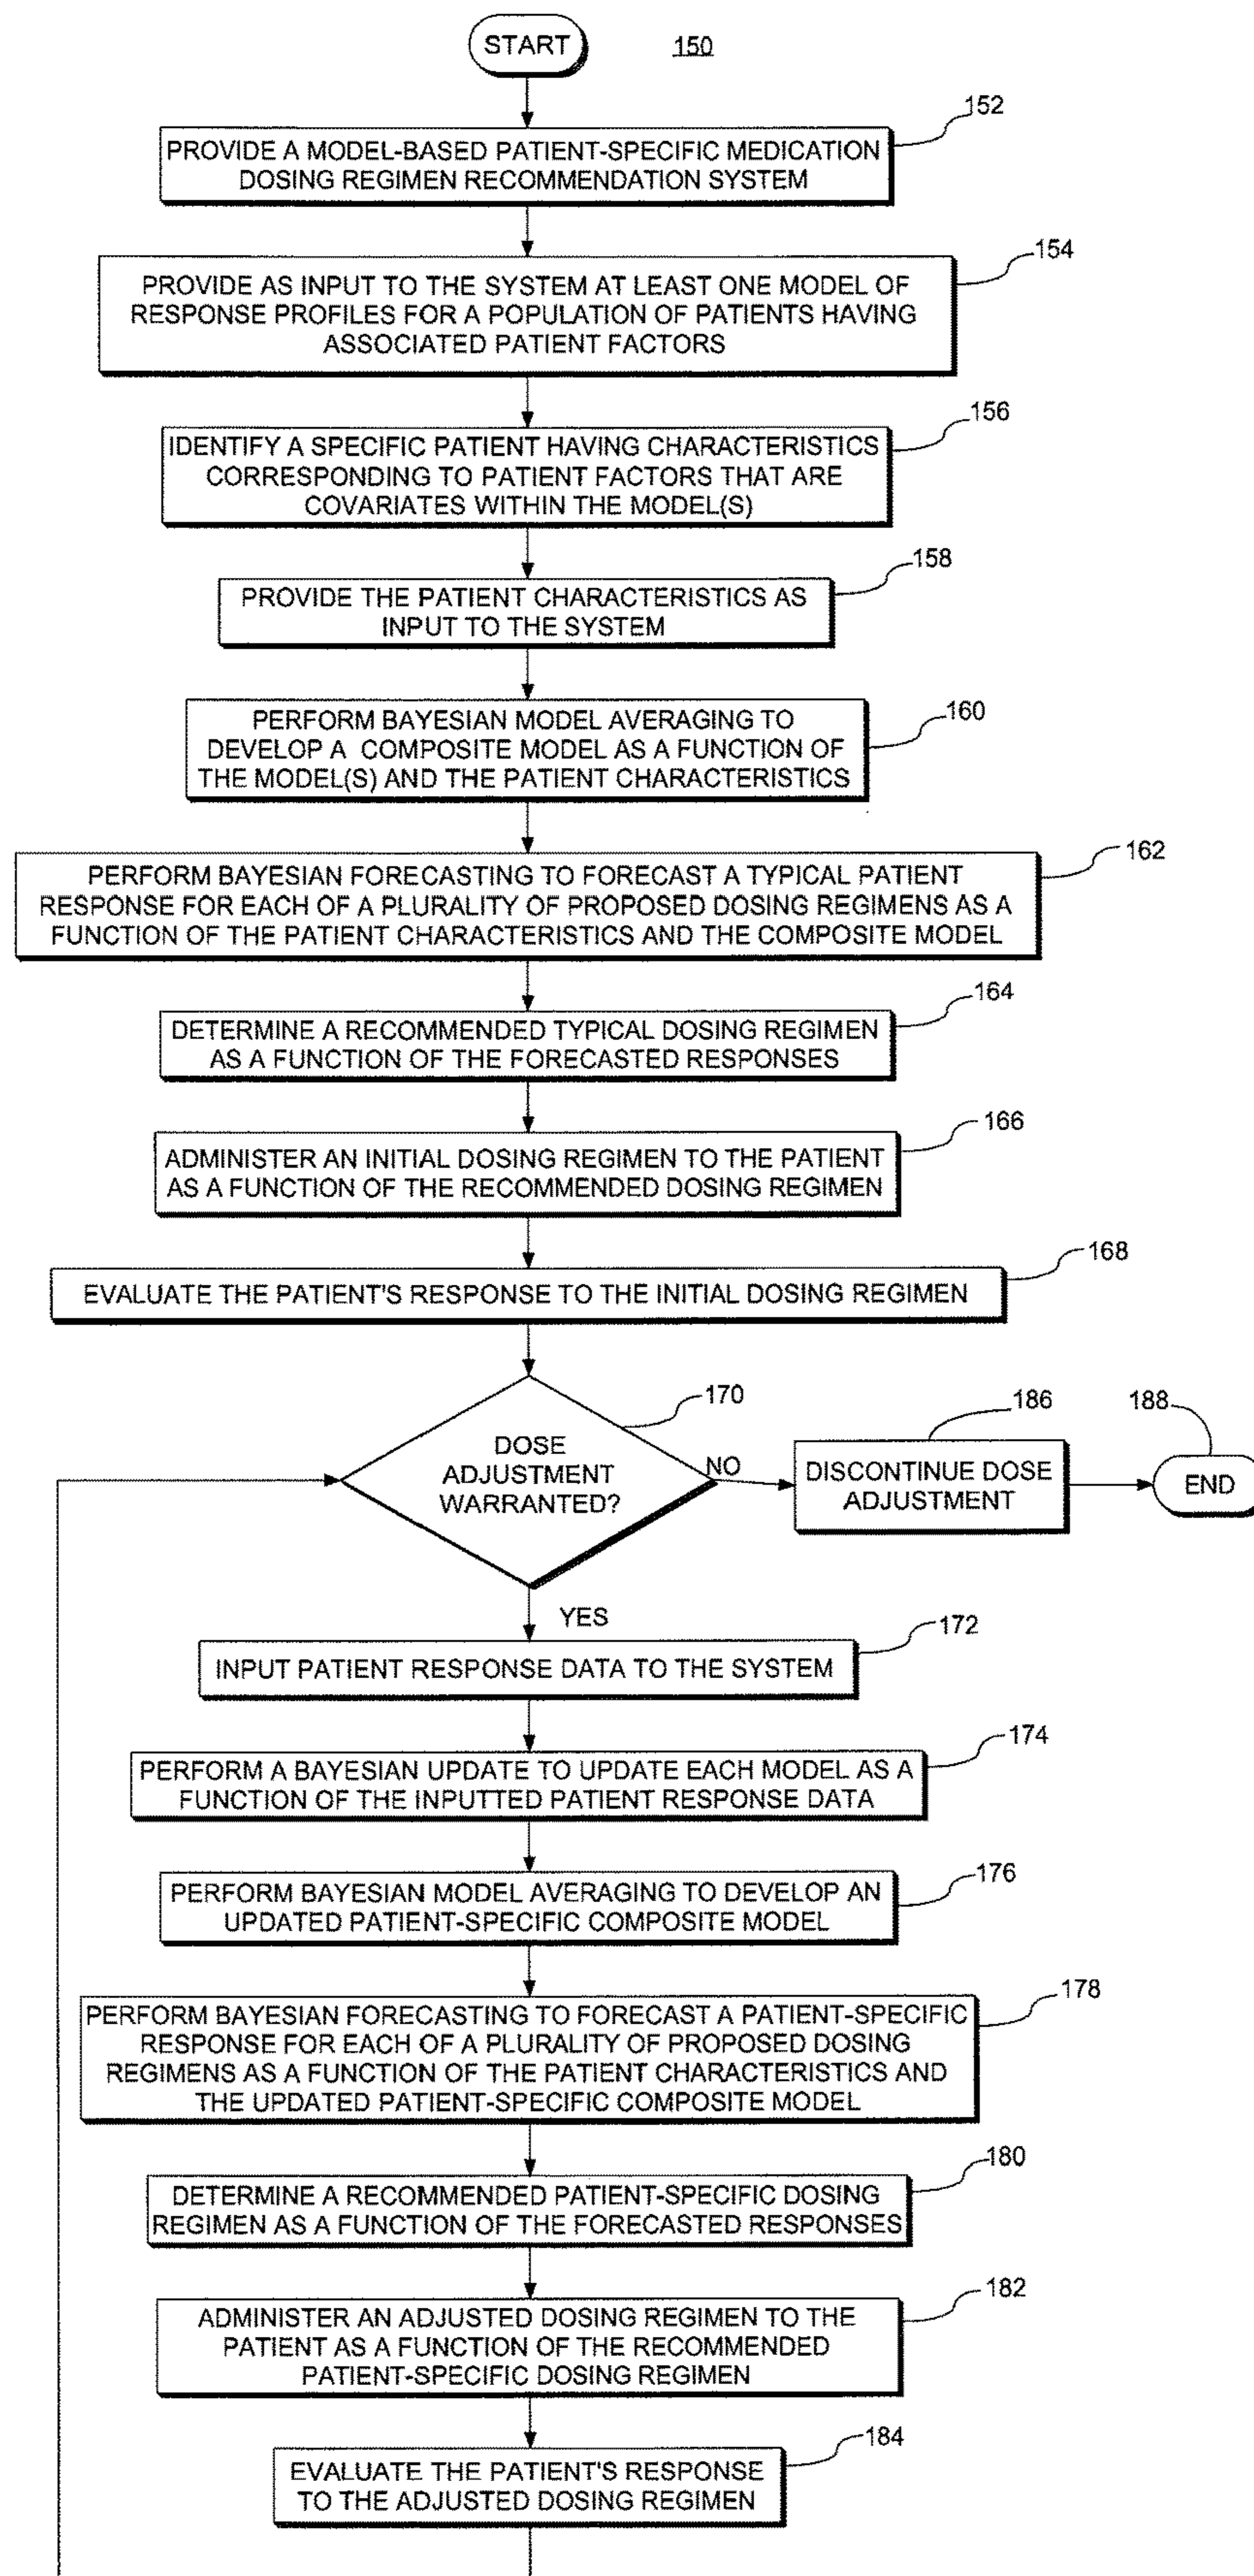 START
150
152
PROVIDE A MODEL-BASED PATIENT-SPECIFIC MEDICATION
DOSING REGIMEN RECOMMENDATION SYSTEM
154
PROVIDE AS INPUT TO THE SYSTEM AT LEAST ONE MODEL OF
RESPONSE PROFILES FOR A POPULATION OF PATIENTS HAVING
ASSOCIATED PATIENT FACTORS
156
IDENTIFY A SPECIFIC PATIENT HAVING CHARACTERISTICS
CORRESPONDING TO PATIENT FACTORS THAT ARE
COVARIATES WITHIN THE MODEL(S)
158
PROVIDE THE PATIENT CHARACTERISTICS AS
INPUT TO THE SYSTEM
160
PERFORM BAYESIAN MODEL AVERAGING TO
DEVELOP A COMPOSITE MODEL AS A FUNCTION OF
THE MODEL(S) AND THE PATIENT CHARACTERISTICS
162
PERFORM BAYESIAN FORECASTING TO FORECAST A TYPICAL PATIENT
RESPONSE FOR EACH OF A PLURALITY OF PROPOSED DOSING REGIMENS AS A
FUNCTION OF THE PATIENT CHARACTERISTICS AND THE COMPOSITE MODEL
164
DETERMINE A RECOMMENDED TYPICAL DOSING REGIMEN
AS A FUNCTION OF THE FORECASTED RESPONSES
166
ADMINISTER AN INITIAL DOSING REGIMEN TO THE PATIENT
AS A FUNCTION OF THE RECOMMENDED DOSING REGIMEN
168
EVALUATE THE PATIENT'S RESPONSE TO THE INITIAL DOSING REGIMEN
170
DOSE
ADJUSTMENT
WARRANTED?
NO
186
DISCONTINUE DOSE
ADJUSTMENT
188
END
YES
172
INPUT PATIENT RESPONSE DATA TO THE SYSTEM
174
PERFORM A BAYESIAN UPDATE TO UPDATE EACH MODEL AS A
FUNCTION OF THE INPUTTED PATIENT RESPONSE DATA
176
PERFORM BAYESIAN MODEL AVERAGING TO DEVELOP AN
UPDATED PATIENT-SPECIFIC COMPOSITE MODEL
178
PERFORM BAYESIAN FORECASTING TO FORECAST A PATIENT-SPECIFIC
RESPONSE FOR EACH OF A PLURALITY OF PROPOSED DOSING
REGIMENS AS A FUNCTION OF THE PATIENT CHARACTERISTICS AND
THE UPDATED PATIENT-SPECIFIC COMPOSITE MODEL
180
DETERMINE A RECOMMENDED PATIENT-SPECIFIC DOSING
REGIMEN AS A FUNCTION OF THE FORECASTED RESPONSES
182
ADMINISTER AN ADJUSTED DOSING REGIMEN TO THE
PATIENT AS A FUNCTION OF THE RECOMMENDED
PATIENT-SPECIFIC DOSING REGIMEN
184
EVALUATE THE PATIENT'S RESPONSE
TO THE ADJUSTED DOSING REGIMEN